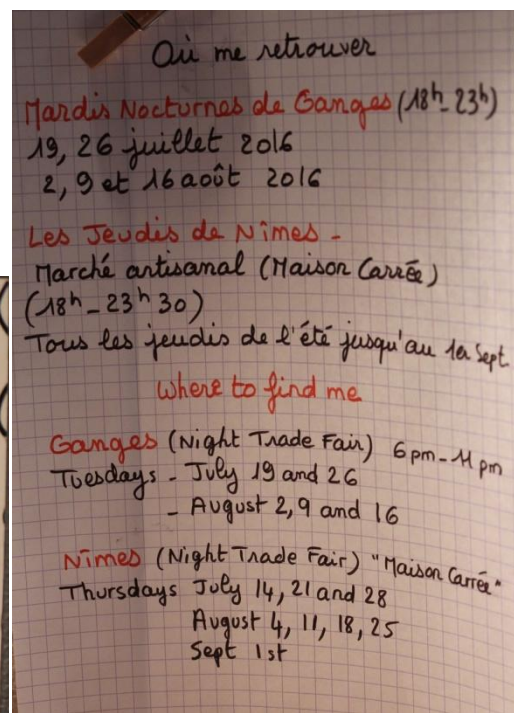 Où me retrouver
Mardis Nocturnes de Ganges (18h-23h)
19, 26 juillet 2016
2, 9 et 16 août 2016
Les Jeudis de Nîmes -
Marché artisanal (Maison Carrée)
(18h - 23h30)
Tous les jeudis de l'été jusqu'au 1er Sept
Where to find me
Ganges (Night Trade Fair) 6pm-11pm
Tuesdays - July 19 and 26
- August 2, 9 and 16
Nîmes (Night Trade Fair) "Maison Carrée"
Thursdays July 14, 21 and 28
August 4, 11, 18, 25
Sept 1st